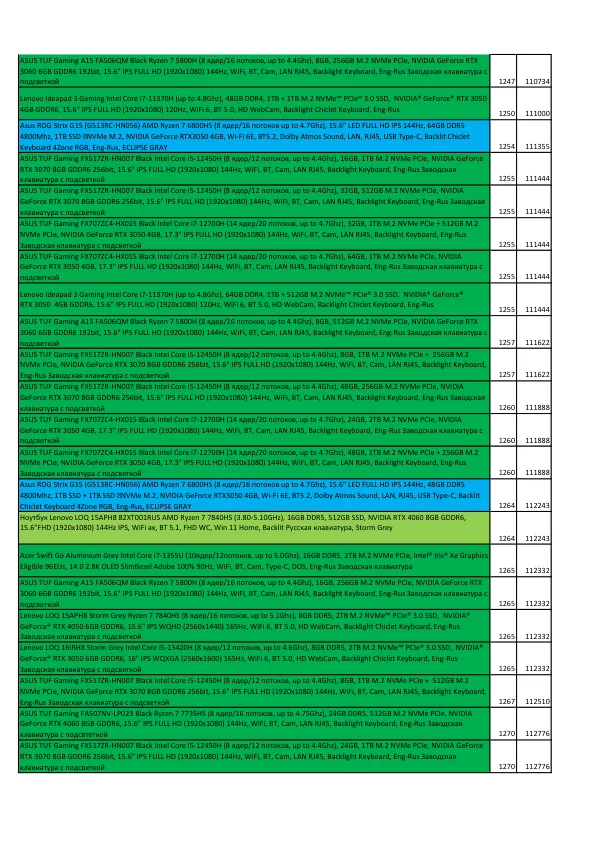 ASUS TUF Gaming A15 FA506QM Black Ryzen 7 5800H (8 ядер/16 потоков, up to 4.4Ghz), 8GB, 256GB M.2 NVMe PCIe, NVIDIA GeForce RTX
3060 6GB GDDR6 192bit, 15.6" IPS FULL HD (1920x1080) 144Hz, WiFi, BT, Cam, LAN RJ45, Backlight Keyboard, Eng-Rus Заводская клавиатура с
подсветкой 1247 110734
Lenovo Ideapad 3 Gaming Intel Core i7-11370H (up to 4.8Ghz), 48GB DDR4, 1TB + 1TB M.2 NVMe™ PCIe® 3.0 SSD, NVIDIA® GeForce® RTX 3050
4GB GDDR6, 15.6" IPS FULL HD (1920x1080) 120Hz, WiFi 6, BT 5.0, HD WebCam, Backlight Chiclet Keyboard, Eng-Rus 1250 111000
Asus ROG Strix G15 (G513RC-HN056) AMD Ryzen 7 6800HS (8 ядер/16 потоков up to 4.7Ghz), 15.6" LED FULL HD IPS 144Hz, 64GB DDR5
4800Mhz, 1TB SSD NVMe M.2, NVIDIA GeForce RTX3050 4GB, Wi-Fi 6E, BT5.2, Dolby Atmos Sound, LAN, RJ45, USB Type-C, Backlit Chiclet
Keyboard 4Zone RGB, Eng-Rus, ECLIPSE GRAY 1254 111355
ASUS TUF Gaming FX517ZR-HN007 Black Intel Core i5-12450H (8 ядер/12 потоков, up to 4.4Ghz), 16GB, 1TB M.2 NVMe PCIe, NVIDIA GeForce
RTX 3070 8GB GDDR6 256bit, 15.6" IPS FULL HD (1920x1080) 144Hz, WiFi, BT, Cam, LAN RJ45, Backlight Keyboard, Eng-Rus Заводская
клавиатура с подсветкой 1255 111444
ASUS TUF Gaming FX517ZR-HN007 Black Intel Core i5-12450H (8 ядер/12 потоков, up to 4.4Ghz), 32GB, 512GB M.2 NVMe PCIe, NVIDIA
GeForce RTX 3070 8GB GDDR6 256bit, 15.6" IPS FULL HD (1920x1080) 144Hz, WiFi, BT, Cam, LAN RJ45, Backlight Keyboard, Eng-Rus
Заводская клавиатура с подсветкой 1255 111444
ASUS TUF Gaming FX707ZC4-HX015 Black Intel Core i7-12700H (14 ядер/20 потоков, up to 4.7Ghz), 32GB, 1TB M.2 NVMe PCIe + 512GB M.2
NVMe PCIe, NVIDIA GeForce RTX 3050 4GB, 17.3" IPS FULL HD (1920x1080) 144Hz, WiFi, BT, Cam, LAN RJ45, Backlight Keyboard, Eng-Rus
Заводская клавиатура с подсветкой 1255 111444
ASUS TUF Gaming FX707ZC4-HX015 Black Intel Core i7-12700H (14 ядер/20 потоков, up to 4.7Ghz), 64GB, 1TB M.2 NVMe PCIe, NVIDIA
GeForce RTX 3050 4GB, 17.3" IPS FULL HD (1920x1080) 144Hz, WiFi, BT, Cam, LAN RJ45, Backlight Keyboard, Eng-Rus Заводская клавиатура с
подсветкой 1255 111444
Lenovo Ideapad 3 Gaming Intel Core i7-11370H (up to 4.8Ghz), 64GB DDR4, 1TB + 512GB M.2 NVMe™ PCIe® 3.0 SSD, NVIDIA® GeForce®
RTX 3050 4GB GDDR6, 15.6" IPS FULL HD (1920x1080) 120Hz, WiFi 6, BT 5.0, HD WebCam, Backlight Chiclet Keyboard, Eng-Rus 1255 111444
ASUS TUF Gaming A15 FA506QM Black Ryzen 7 5800H (8 ядер/16 потоков, up to 4.4Ghz), 8GB, 512GB M.2 NVMe PCIe, NVIDIA GeForce RTX
3060 6GB GDDR6 192bit, 15.6" IPS FULL HD (1920x1080) 144Hz, WiFi, BT, Cam, LAN RJ45, Backlight Keyboard, Eng-Rus Заводская клавиатура с
подсветкой 1257 111622
ASUS TUF Gaming FX517ZR-HN007 Black Intel Core i5-12450H (8 ядер/12 потоков, up to 4.4Ghz), 8GB, 1TB M.2 NVMe PCIe + 256GB M.2
NVMe PCIe, NVIDIA GeForce RTX 3070 8GB GDDR6 256bit, 15.6" IPS FULL HD (1920x1080) 144Hz, WiFi, BT, Cam, LAN RJ45, Backlight Keyboard,
Eng-Rus Заводская клавиатура с подсветкой 1257 111622
ASUS TUF Gaming FX517ZR-HN007 Black Intel Core i5-12450H (8 ядер/12 потоков, up to 4.4Ghz), 48GB, 256GB M.2 NVMe PCIe, NVIDIA
GeForce RTX 3070 8GB GDDR6 256bit, 15.6" IPS FULL HD (1920x1080) 144Hz, WiFi, BT, Cam, LAN RJ45, Backlight Keyboard, Eng-Rus
Заводская клавиатура с подсветкой 1260 111888
ASUS TUF Gaming FX707ZC4-HX015 Black Intel Core i7-12700H (14 ядер/20 потоков, up to 4.7Ghz), 24GB, 2TB M.2 NVMe PCIe, NVIDIA
GeForce RTX 3050 4GB, 17.3" IPS FULL HD (1920x1080) 144Hz, WiFi, BT, Cam, LAN RJ45, Backlight Keyboard, Eng-Rus Заводская клавиатура с
подсветкой 1260 111888
ASUS TUF Gaming FX707ZC4-HX015 Black Intel Core i7-12700H (14 ядер/20 потоков, up to 4.7Ghz), 48GB, 1TB M.2 NVMe PCIe + 256GB M.2
NVMe PCIe, NVIDIA GeForce RTX 3050 4GB, 17.3" IPS FULL HD (1920x1080) 144Hz, WiFi, BT, Cam, LAN RJ45, Backlight Keyboard, Eng-Rus
Заводская клавиатура с подсветкой 1260 111888
Asus ROG Strix G15 (G513RC-HN056) AMD Ryzen 7 6800HS (8 ядер/16 потоков up to 4.7Ghz), 15.6" LED FULL HD IPS 144Hz, 48GB DDR5
4800Mhz, 1TB SSD + 1TB SSD NVMe M.2, NVIDIA GeForce RTX3050 4GB, Wi-Fi 6E, BT5.2, Dolby Atmos Sound, LAN, RJ45, USB Type-C, Backlit
Chiclet Keyboard 4Zone RGB, Eng-Rus, ECLIPSE GRAY 1264 112243
Ноутбук Lenovo LOQ 15APH8 82XT001RUS AMD Ryzen 7 7840HS (3.80-5.10GHz), 16GB DDR5, 512GB SSD, NVIDIA RTX 4060 8GB GDDR6,
15.6"FHD (1920x1080) 144Hz IPS, WiFi ax, BT 5.1, FHD WC, Win 11 Home, Backlit Русская клавиатура, Storm Grey 1264 112243
Acer Swift Go Aluminium Grey Intel Core i7-1355U (10ядер/12потоков, up to 5.0Ghz), 16GB DDR5, 2TB M.2 NVMe PCIe, Intel® Iris® Xe Graphics
Eligible 96EUs, 14.0 2.8K OLED SlimBezel Adobe 100% 90Hz, WiFi, BT, Cam, Type-C, DOS, Eng-Rus Заводская клавиатура 1265 112332
ASUS TUF Gaming A15 FA506QM Black Ryzen 7 5800H (8 ядер/16 потоков, up to 4.4Ghz), 16GB, 256GB M.2 NVMe PCIe, NVIDIA GeForce RTX
3060 6GB GDDR6 192bit, 15.6" IPS FULL HD (1920x1080) 144Hz, WiFi, BT, Cam, LAN RJ45, Backlight Keyboard, Eng-Rus Заводская клавиатура с
подсветкой 1265 112332
Lenovo LOQ 15APH8 Storm Grey Ryzen 7 7840HS (8 ядер/16 потоков, up to 5.1Ghz), 8GB DDR5, 2TB M.2 NVMe™ PCIe® 3.0 SSD, NVIDIA®
GeForce® RTX 4050 6GB GDDR6, 15.6 IPS WQHD (2560x1440) 165Hz, WiFi 6, BT 5.0, HD WebCam, Backlight Chiclet Keyboard, Eng-Rus
Заводская клавиатура с подсветкой 1265 112332
Lenovo LOQ 16IRH8 Storm Grey Intel Core i5-13420H (8 ядер/12 потоков, up to 4.6Ghz), 8GB DDR5, 2TB M.2 NVMe™ PCIe® 3.0 SSD, NVIDIA®
GeForce® RTX 3050 6GB GDDR6, 16" IPS WQXGA (2560x1600) 165Hz, WiFi 6, BT 5.0, HD WebCam, Backlight Chiclet Keyboard, Eng-Rus
Заводская клавиатура с подсветкой 1265 112332
ASUS TUF Gaming FX517ZR-HN007 Black Intel Core i5-12450H (8 ядер/12 потоков, up to 4.4Ghz), 8GB, 1TB M.2 NVMe PCIe + 512GB M.2
NVMe PCIe, NVIDIA GeForce RTX 3070 8GB GDDR6 256bit, 15.6" IPS FULL HD (1920x1080) 144Hz, WiFi, BT, Cam, LAN RJ45, Backlight Keyboard,
Eng-Rus Заводская клавиатура с подсветкой 1267 112510
ASUS TUF Gaming FA507NV-LP023 Black Ryzen 7 7735HS (8 ядер/16 потоков, up to 4.75Ghz), 24GB DDR5, 512GB M.2 NVMe PCIe, NVIDIA
GeForce RTX 4060 8GB GDDR6, 15.6" IPS FULL HD (1920x1080) 144Hz, WiFi, BT, Cam, LAN RJ45, Backlight Keyboard, Eng-Rus Заводская
клавиатура с подсветкой 1270 112776
ASUS TUF Gaming FX517ZR-HN007 Black Intel Core i5-12450H (8 ядер/12 потоков, up to 4.4Ghz), 24GB, 1TB M.2 NVMe PCIe, NVIDIA GeForce
RTX 3070 8GB GDDR6 256bit, 15.6" IPS FULL HD (1920x1080) 144Hz, WiFi, BT, Cam, LAN RJ45, Backlight Keyboard, Eng-Rus Заводская
клавиатура с подсветкой 1270 112776